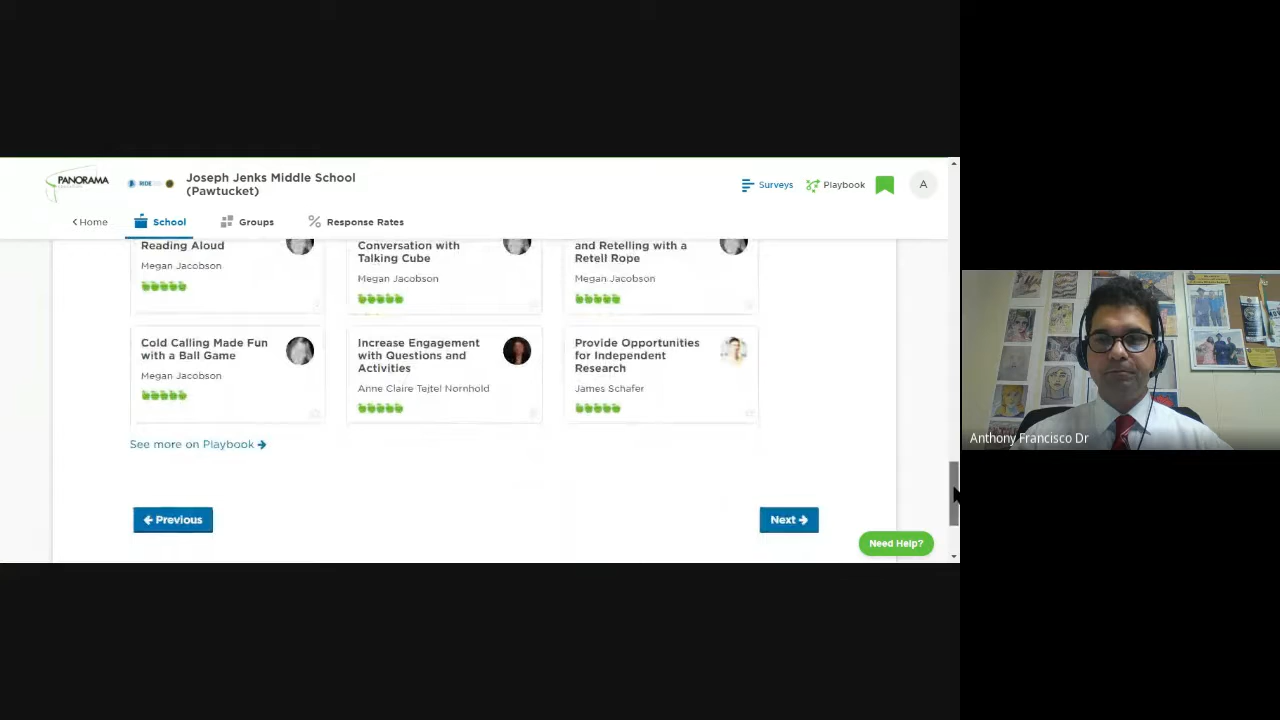 PANORAMA
RIDE
Joseph Jenks Middle School
(Pawtucket)
Surveys
Playbook
A
Home
School
Groups
Response Rates
Reading Aloud
Megan Jacobson
Conversation with
Talking Cube
Megan Jacobson
and Retelling with a
Retell Rope
Megan Jacobson
Cold Calling Made Fun
with a Ball Game
Megan Jacobson
Increase Engagement
with Questions and
Activities
Anne Claire Tejtel Nornhold
Provide Opportunities
for Independent
Research
James Schafer
See more on Playbook
Previous
Next
Need Help?
Anthony Francisco Dr